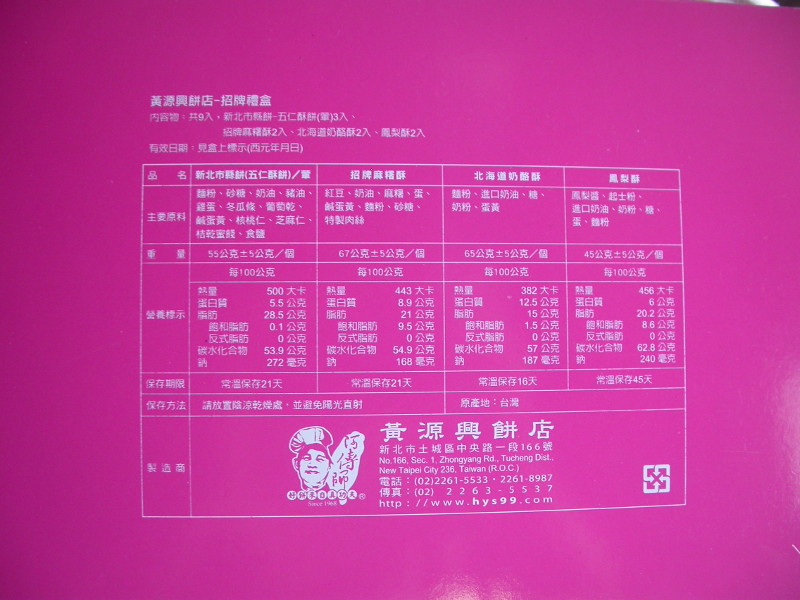 黃源興餅店-招牌禮盒
內容物：共9入，新北市縣餅-五仁酥餅(葷)3入、
招牌麻糬酥2入、北海道奶酪酥2入、鳳梨酥2入
有效日期：見盒上標示(西元年月日)
品 名 新北市縣餅(五仁酥餅)／葷 招牌麻糬酥 北海道奶酪酥 鳳梨酥
主要原料
麵粉、砂糖、奶油、豬油、
雞蛋、冬瓜條、葡萄乾、
鹹蛋黃、核桃仁、芝麻仁、
桔乾蜜餞、食鹽
紅豆、奶油、麻糬、蛋、
鹹蛋黃、麵粉、砂糖、
特製肉絲
麵粉、進口奶油、糖、
奶粉、蛋黃
鳳梨醬、起士粉、
進口奶油、奶粉、糖、
蛋、麵粉
重 量 55公克±5公克／個 67公克±5公克／個 65公克±5公克／個 45公克±5公克／個
營養標示
每100公克
熱量 500 大卡
蛋白質 5.5 公克
脂肪 28.5 公克
飽和脂肪 0.1 公克
反式脂肪 0 公克
碳水化合物 53.9 公克
鈉 272 毫克
每100公克
熱量 443 大卡
蛋白質 8.9 公克
脂肪 21 公克
飽和脂肪 9.5 公克
反式脂肪 0 公克
碳水化合物 54.9 公克
鈉 168 毫克
每100公克
熱量 382 大卡
蛋白質 12.5 公克
脂肪 15 公克
飽和脂肪 1.5 公克
反式脂肪 0 公克
碳水化合物 57 公克
鈉 187 毫克
每100公克
熱量 456 大卡
蛋白質 6 公克
脂肪 20.2 公克
飽和脂肪 8.6 公克
反式脂肪 0 公克
碳水化合物 62.8 公克
鈉 240 毫克
保存期限 常溫保存21天 常溫保存21天 常溫保存16天 常溫保存45天
保存方法 請放置陰涼乾燥處，並避免陽光直射 原產地：台灣
製造商
阿傳師
好餅來自真功夫®
Since 1968
黃源興餅店
新北市土城區中央路一段166號
No.166, Sec. 1, Zhongyang Rd., Tucheng Dist.,
New Taipei City 236, Taiwan (R.O.C.)
電話：(02)2261-5533・2261-8987
傳真：(02) 2263-5537
http://www.hys99.com